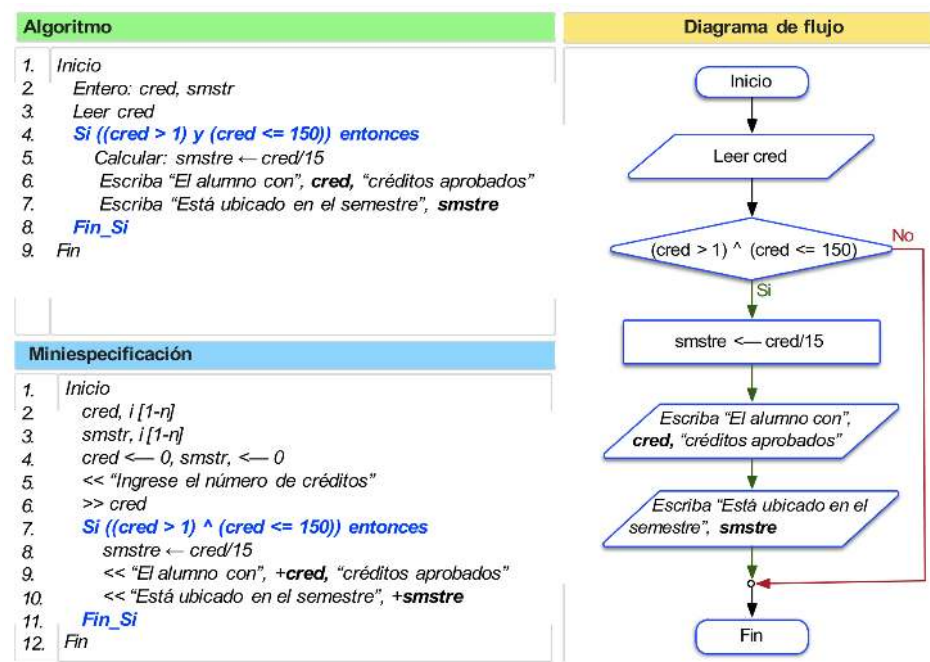 Algoritmo
1. Inicio
2. Entero: cred, smstr
3. Leer cred
4. Si ((cred > 1) y (cred <= 150)) entonces
5. Calcular: smstre ← cred/15
6. Escriba “El alumno con”, cred, “créditos aprobados”
7. Escriba “Está ubicado en el semestre”, smstre
8. Fin_Si
9. Fin
Miniespecificación
1. Inicio
2. cred, i [1-n]
3. smstr, i [1-n]
4. cred <— 0, smstr, <— 0
5. << “Ingrese el número de créditos”
6. >> cred
7. Si ((cred > 1) ^ (cred <= 150)) entonces
8. smstre ← cred/15
9. << “El alumno con”, +cred, “créditos aprobados”
10. << “Está ubicado en el semestre”, +smstre
11. Fin_Si
12. Fin
Diagrama de flujo
Inicio
Leer cred
(cred > 1) ^ (cred <= 150)
No
Si
smstre <— cred/15
Escriba “El alumno con”,
cred, “créditos aprobados”
Escriba “Está ubicado en el
semestre”, smstre
Fin